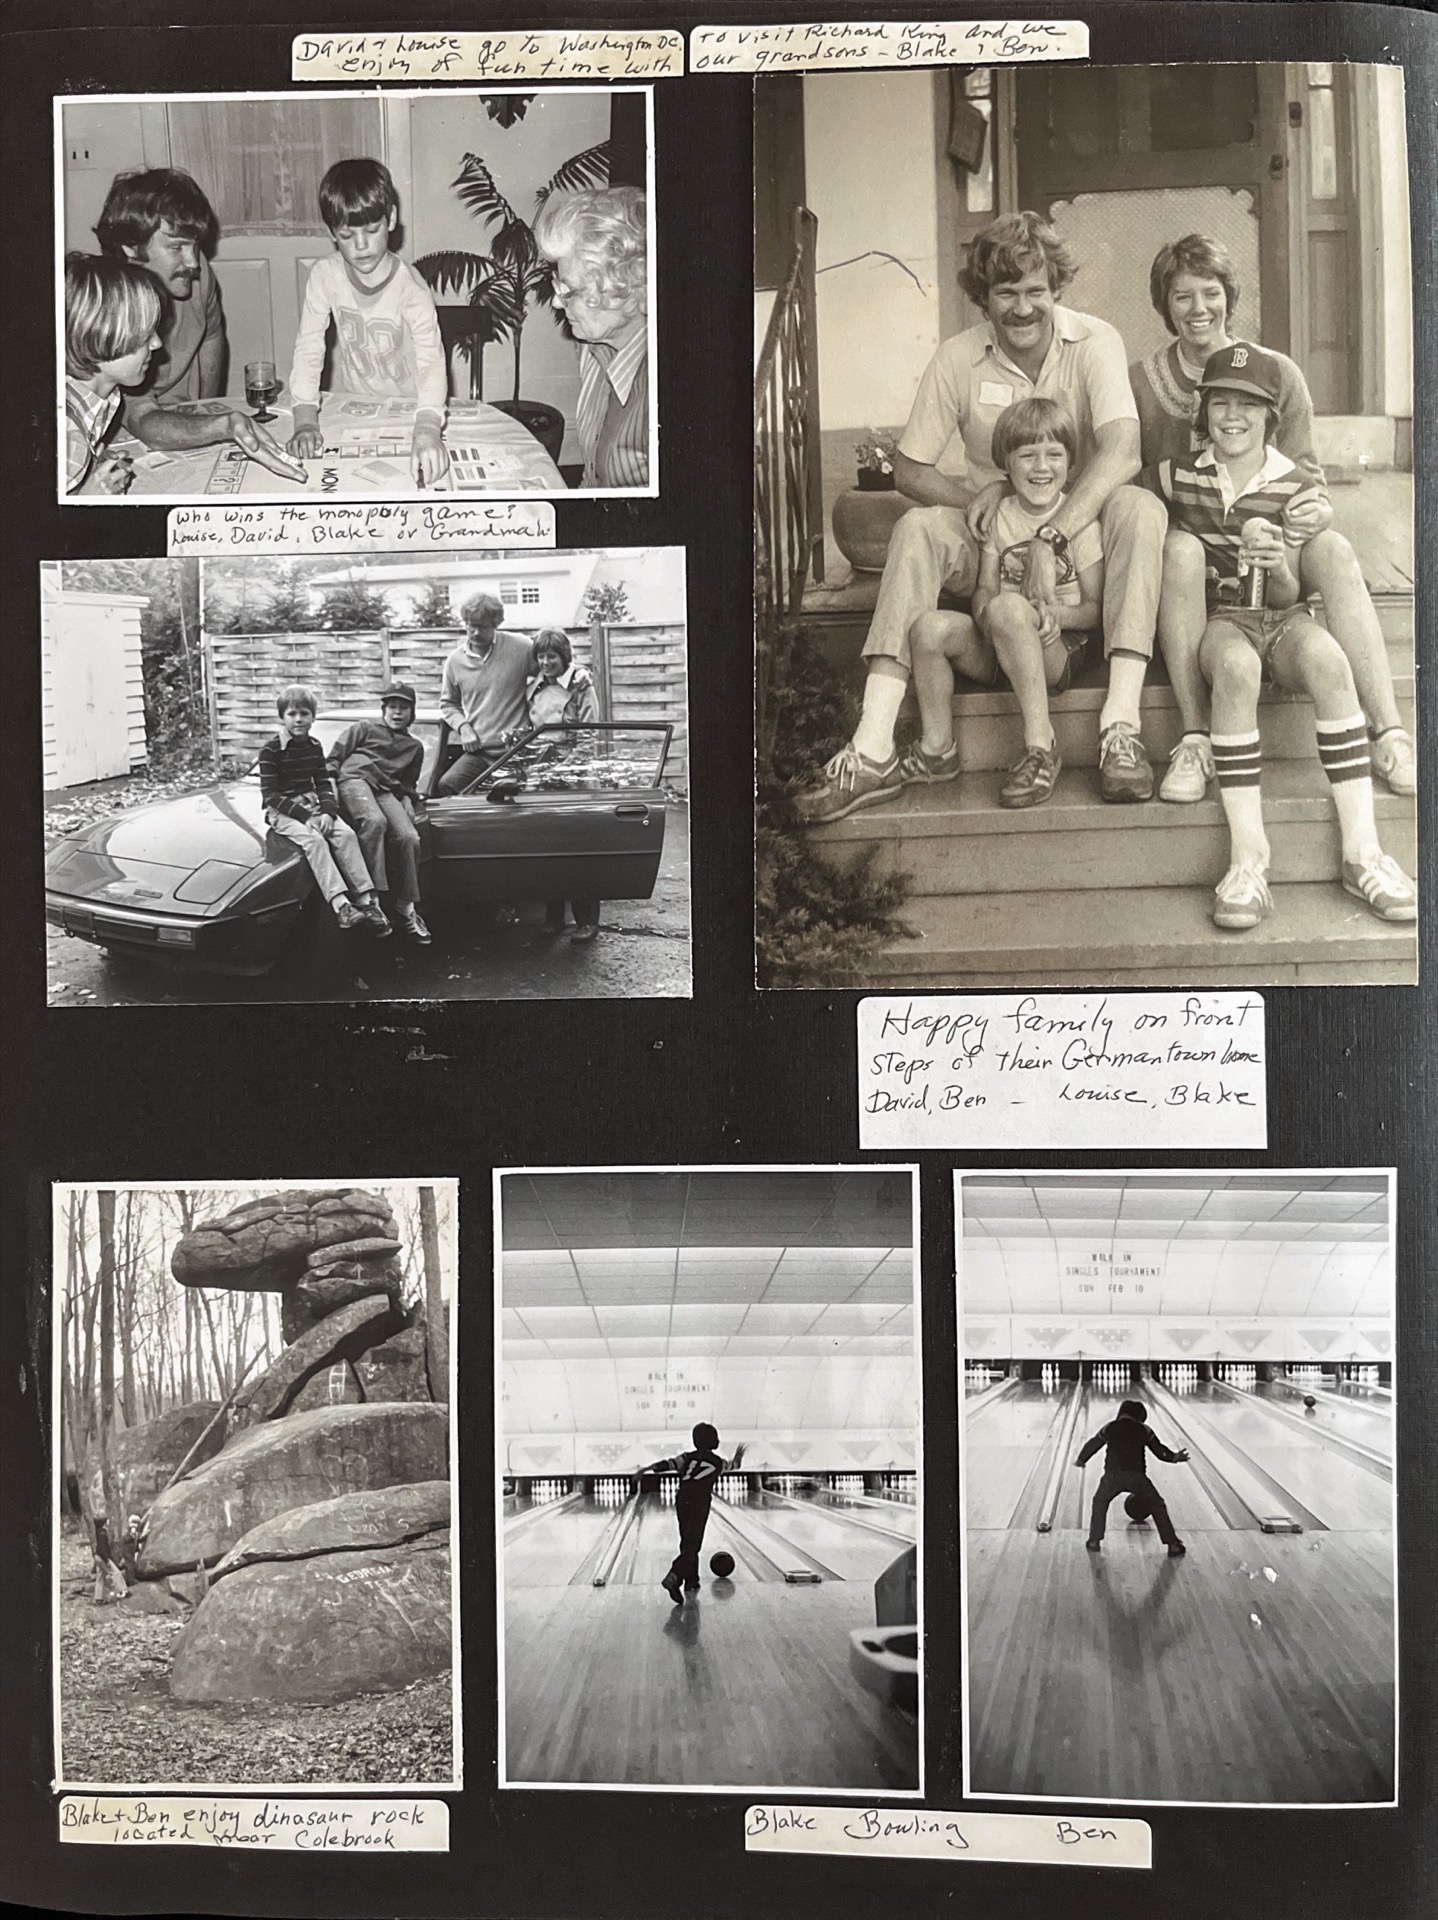 David + Louise go to Washington DC.
enjoy of fun time with
to visit Richard King and we
our grandsons - Blake & Ben.
32
MON
B
Who wins the monopoly game?
Louise, David, Blake or Grandmah
Happy family on front
steps of their Germantown home
David, Ben - Louise, Blake
GEORGIA
WALK IN
SINGLES TOURNAMENT
SUN FEB 10
17
WALK IN
SINGLES TOURNAMENT
SUN FEB 10
Blake + Ben enjoy dinasaur rock
located near Colebrook
Blake Bowling Ben